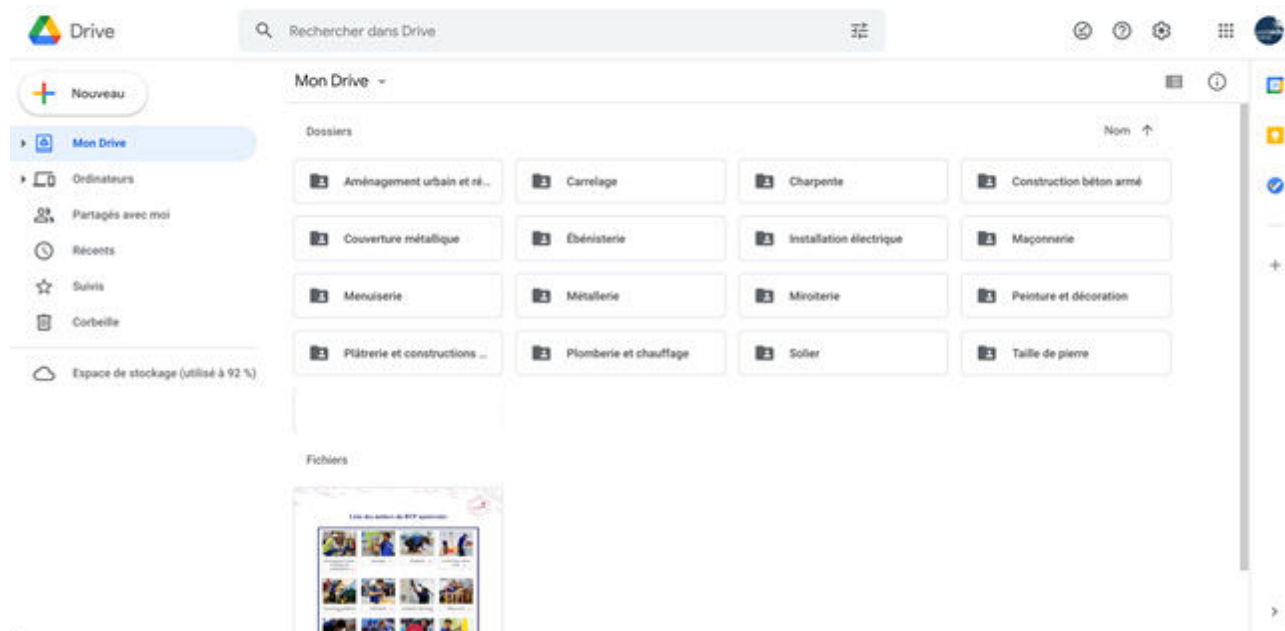 Drive
Rechercher dans Drive
Nouveau
Mon Drive
Ordinateurs
Partagés avec moi
Récents
Suivis
Corbeille
Espace de stockage (utilisé à 92 %)
Mon Drive
Dossiers
Nom
Aménagement urbain et ré...
Carrelage
Charpente
Construction béton armé
Couverture métallique
Ébénisterie
Installation électrique
Maçonnerie
Menuiserie
Métallerie
Miroiterie
Peinture et décoration
Plâtrerie et constructions ...
Plomberie et chauffage
Solier
Taille de pierre
Fichiers